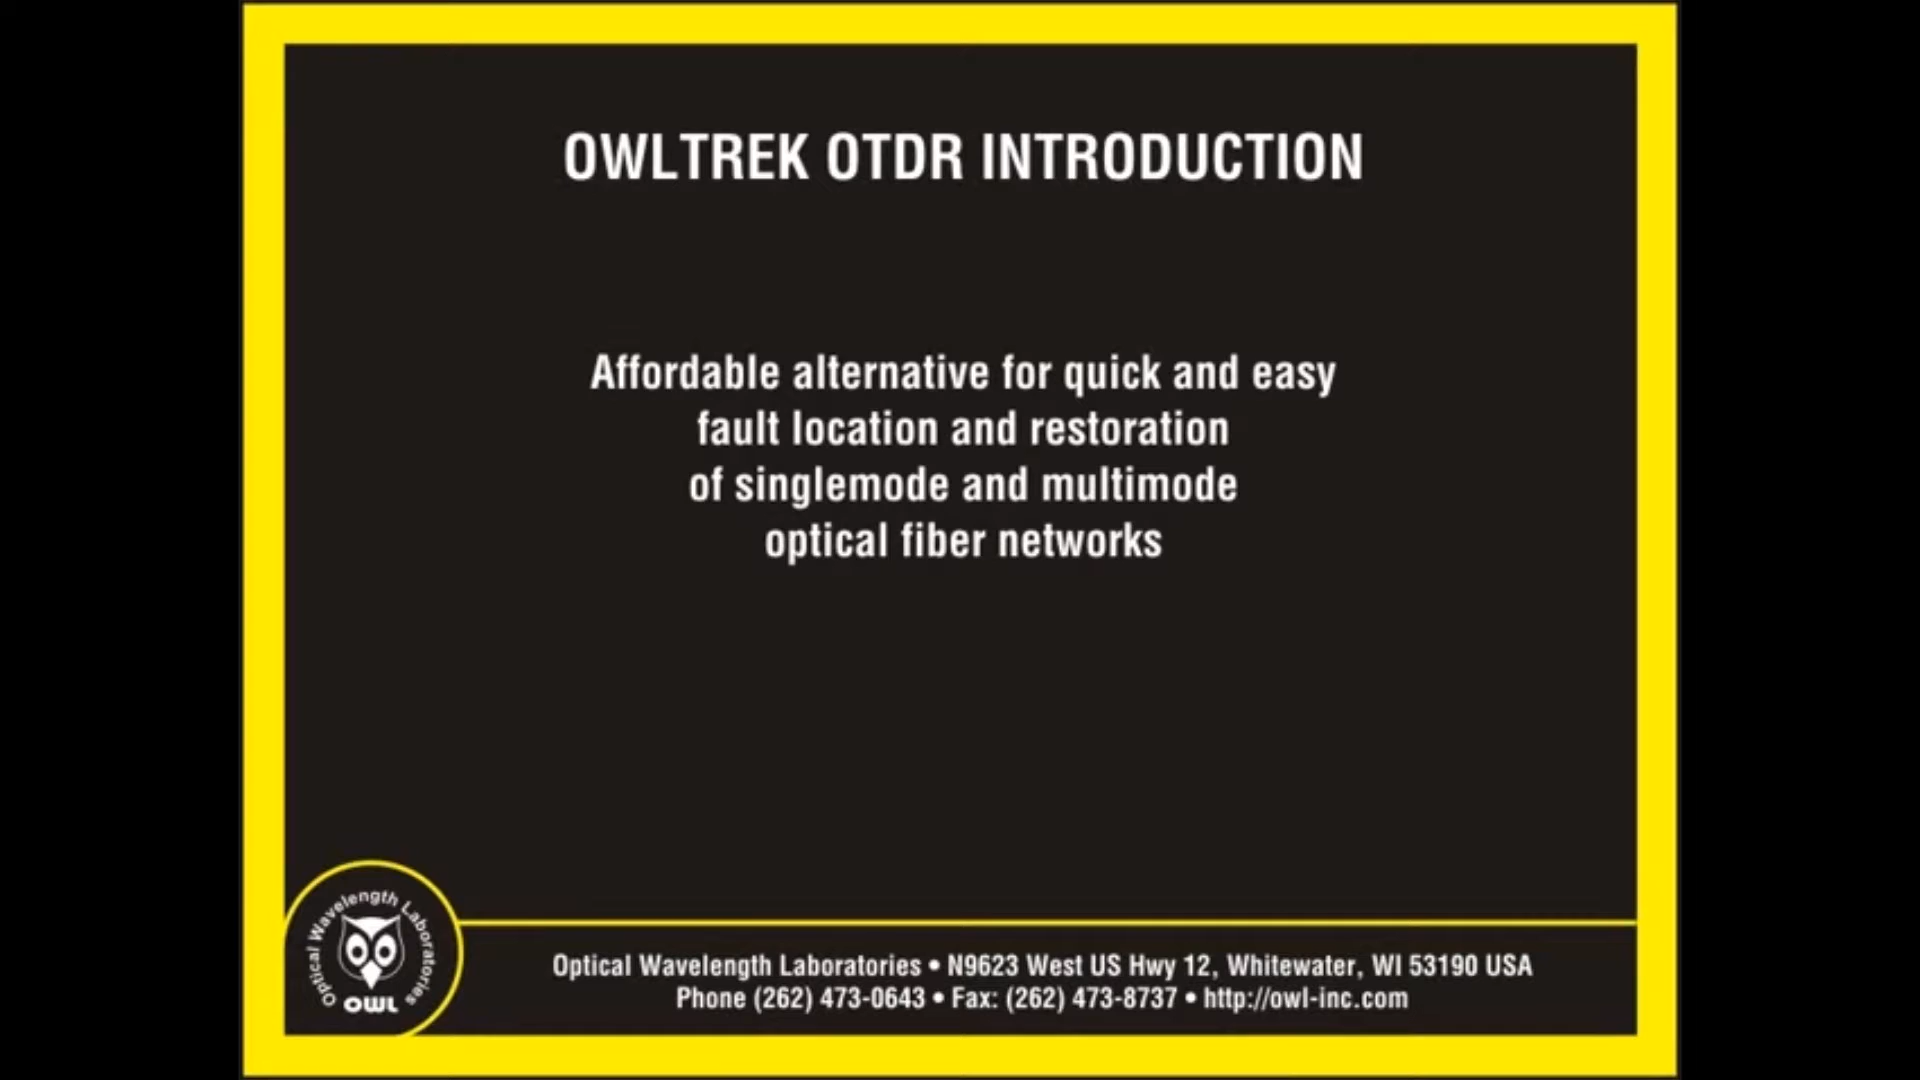 OWLTREK OTDR INTRODUCTION
Affordable alternative for quick and easy
fault location and restoration
of singlemode and multimode
optical fiber networks
Optical Wavelength Laboratories
OWL
Optical Wavelength Laboratories • N9623 West US Hwy 12, Whitewater, WI 53190 USA
Phone (262) 473-0643 • Fax: (262) 473-8737 • http://owl-inc.com